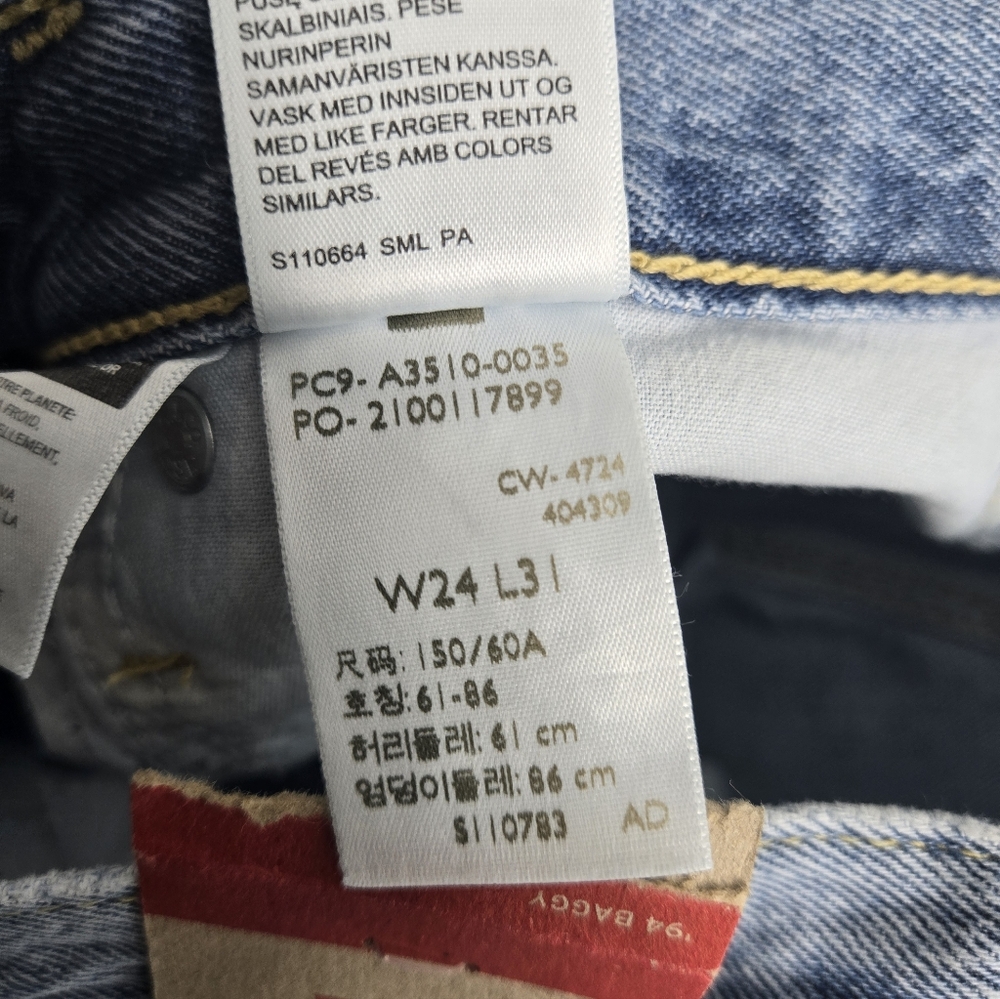 SKALBINIAIS. PESE
NURINPERIN
SAMANVÄRISTEN KANSSA.
VASK MED INNSIDEN UT OG
MED LIKE FARGER. RENTAR
DEL REVÉS AMB COLORS
SIMILARS.
S110664 SML PA
PC9- A3510-0035
PO- 2100117899
CW- 4724
404309
W24 L31
尺码: 150/60A
호칭: 61-86
허리둘레: 61 cm
엉덩이둘레: 86 cm
S110783 AD
PLANETE:
FROID,
LA
'94 BAGGY